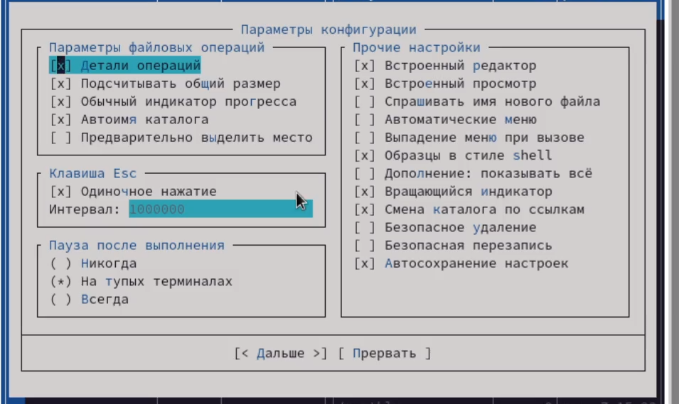 Параметры конфигурации
Параметры файловых операций
[x] Детали операций
[x] Подсчитывать общий размер
[x] Обычный индикатор прогресса
[x] Автоимя каталога
[ ] Предварительно выделить место
Клавиша Esc
[x] Одиночное нажатие
Интервал: 1000000
Пауза после выполнения
( ) Никогда
(*) На тупых терминалах
( ) Всегда
Прочие настройки
[x] Встроенный редактор
[x] Встроенный просмотр
[ ] Спрашивать имя нового файла
[ ] Автоматические меню
[ ] Выпадение меню при вызове
[x] Образцы в стиле shell
[ ] Дополнение: показывать всё
[x] Вращающийся индикатор
[x] Смена каталога по ссылкам
[ ] Безопасное удаление
[ ] Безопасная перезапись
[x] Автосохранение настроек
[< Дальше >] [ Прервать ]